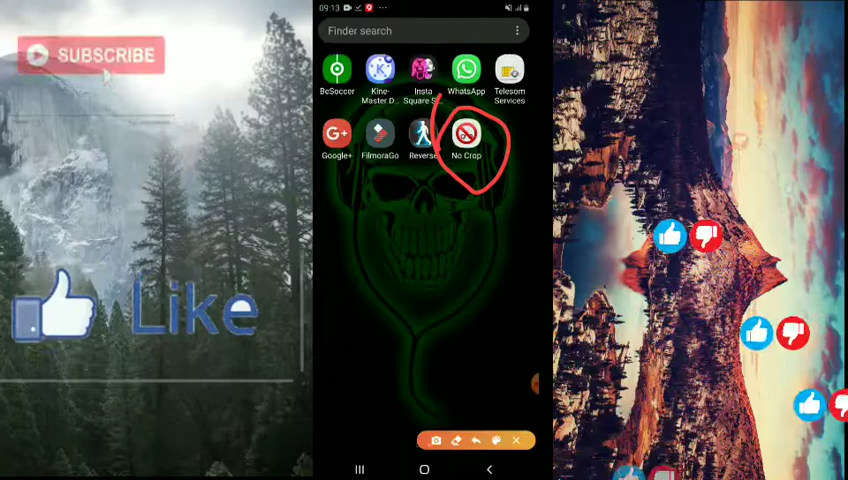 SUBSCRIBE
Like
09:13
Finder search
BeSoccer
Kine-
Master D...
Insta
Square S...
WhatsApp
Telesom
Services
Google+
FilmoraGo
Reverse
No Crop